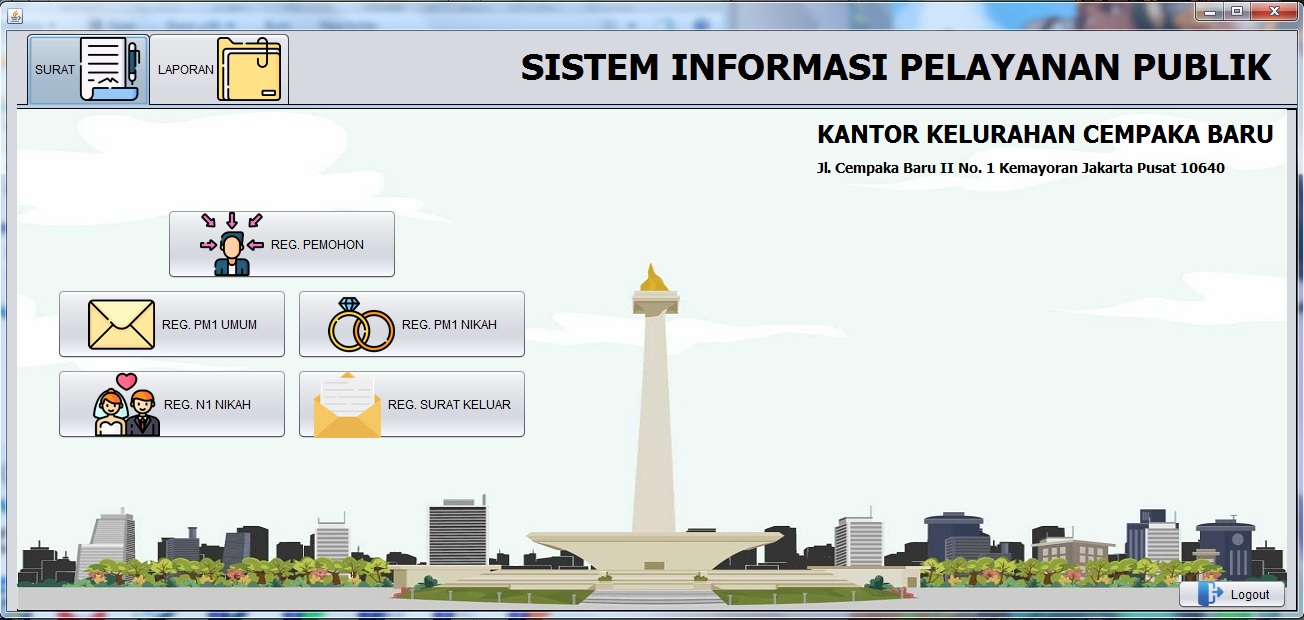 SURAT
LAPORAN
SISTEM INFORMASI PELAYANAN PUBLIK
KANTOR KELURAHAN CEMPAKA BARU
Jl. Cempaka Baru II No. 1 Kemayoran Jakarta Pusat 10640
REG. PEMOHON
REG. PM1 UMUM
REG. PM1 NIKAH
REG. N1 NIKAH
REG. SURAT KELUAR
Logout